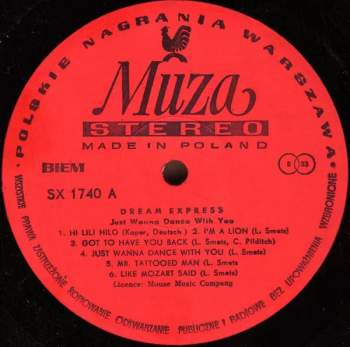 • POLSKIE NAGRANIA WARSZAWA •
Muza
STEREO
MADE IN POLAND
BIEM
33
SX 1740 A
DREAM EXPRESS
Just Wanna Dance With You
1. HI LILI HILO (Kaper, Deutsch) 2. I'M A LION (L. Smets)
3. GOT TO HAVE YOU BACK (L. Smets, C. Pilditch)
4. JUST WANNA DANCE WITH YOU (L. Smets)
5. MR. TATTOOED MAN (L. Smets
6. LIKE MOZART SAID (L. Smets)
Licence: Mouse Music Company
WSZYSTKIE PRAWA ZASTRZEŻONE KOPIOWANIE ODTWARZANIE PUBLICZNE I RADIOWE BEZ UPOWAŻNIENIA WZBRONIONE